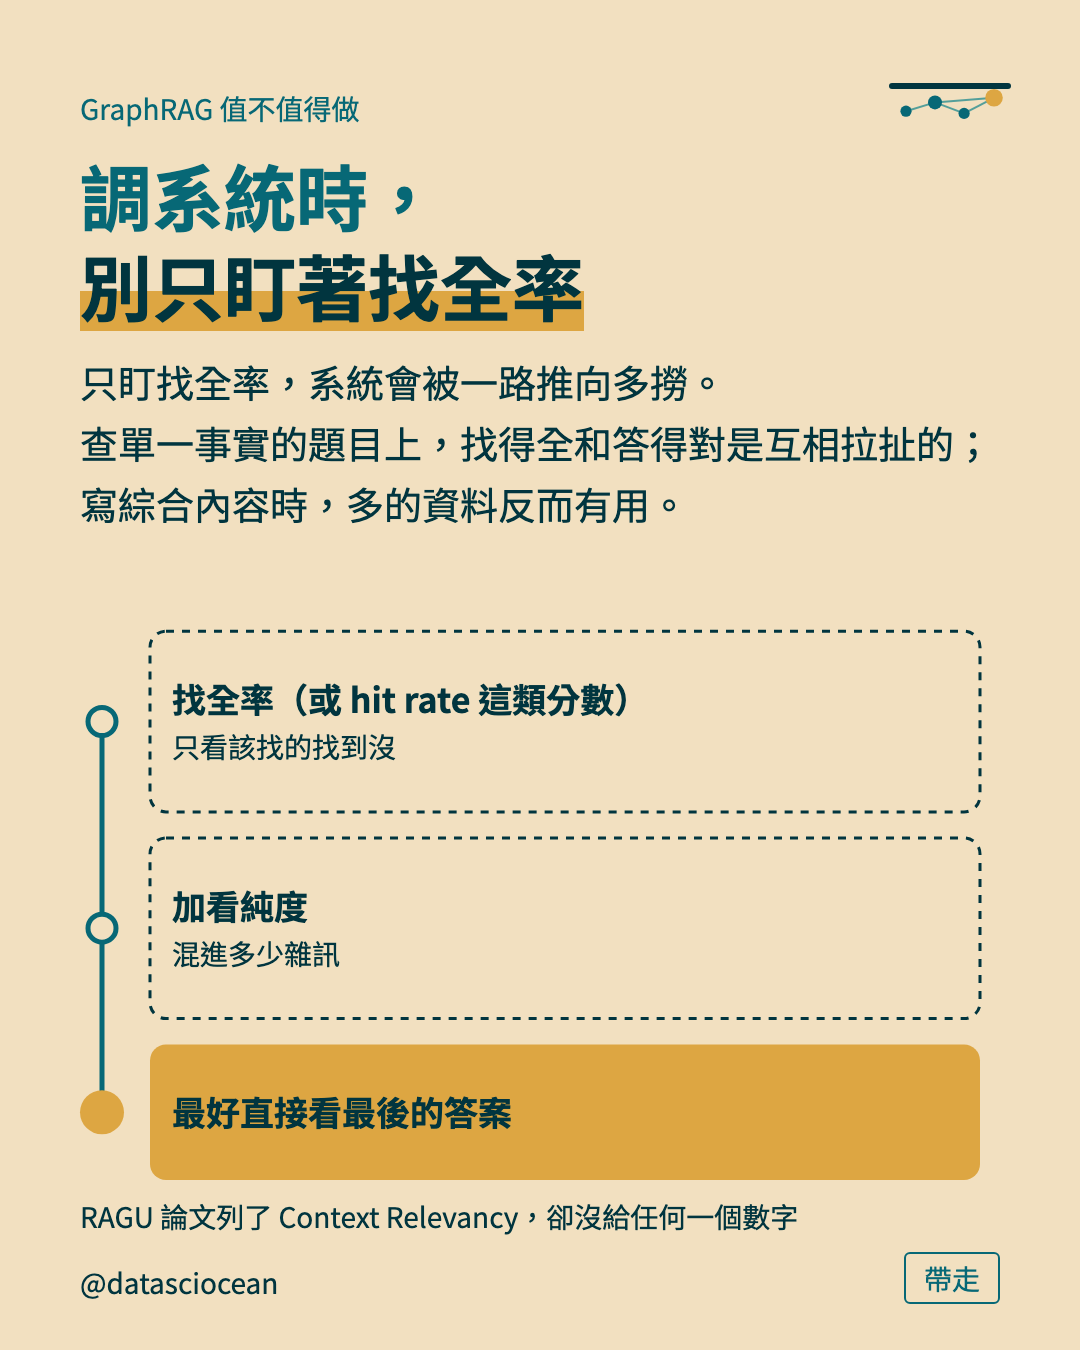 GraphRAG 值不值得做
調系統時，
別只盯著找全率
只盯找全率，系統會被一路推向多撈。
查單一事實的題目上，找得全和答得對是互相拉扯的；
寫綜合內容時，多的資料反而有用。
找全率（或 hit rate 這類分數）
只看該找的找到沒
加看純度
混進多少雜訊
最好直接看最後的答案
RAGU 論文列了 Context Relevancy，卻沒給任何一個數字
@datasciocean
帶走